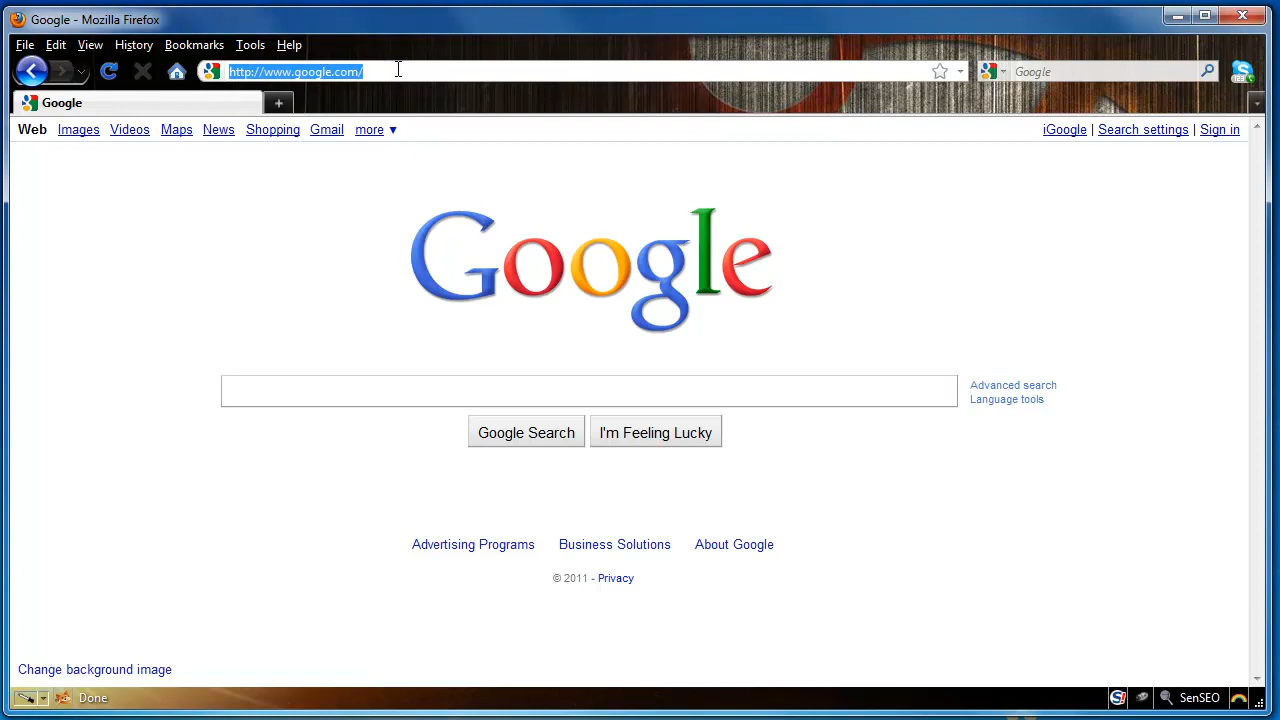 Google - Mozilla Firefox
File Edit View History Bookmarks Tools Help
http://www.google.com/ Google
Google +
Web Images Videos Maps News Shopping Gmail more ▼ iGoogle | Search settings | Sign in
Google
Advanced search
Language tools
Google Search I'm Feeling Lucky
Advertising Programs Business Solutions About Google
© 2011 - Privacy
Change background image
Done SenSEO